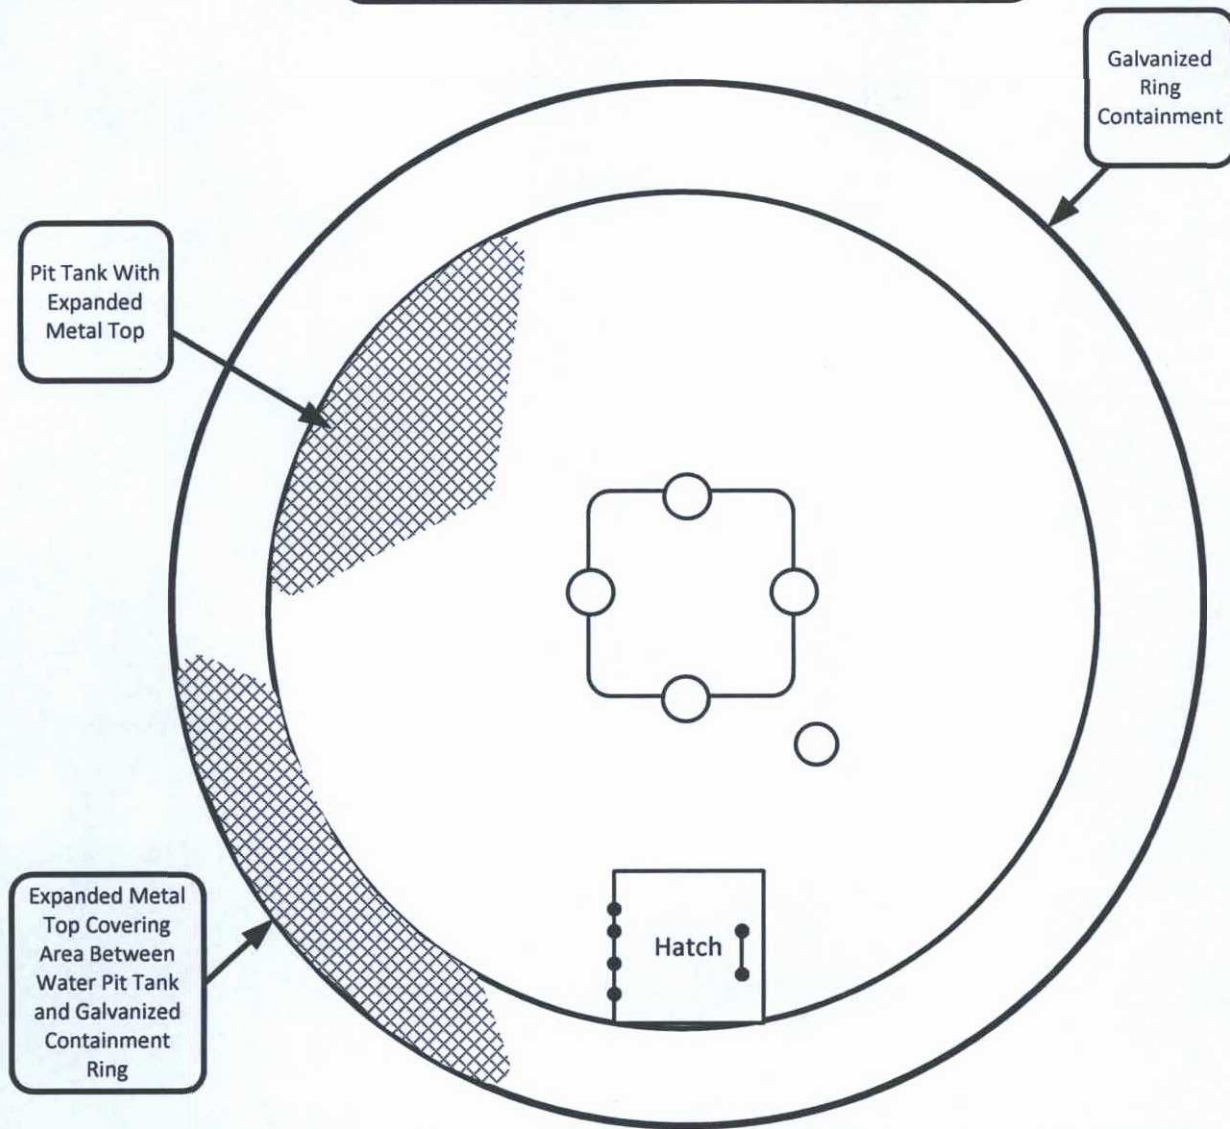 Galvanized
Ring
Containment
Pit Tank With
Expanded
Metal Top
Expanded Metal
Top Covering
Area Between
Water Pit Tank
and Galvanized
Containment
Ring
Hatch